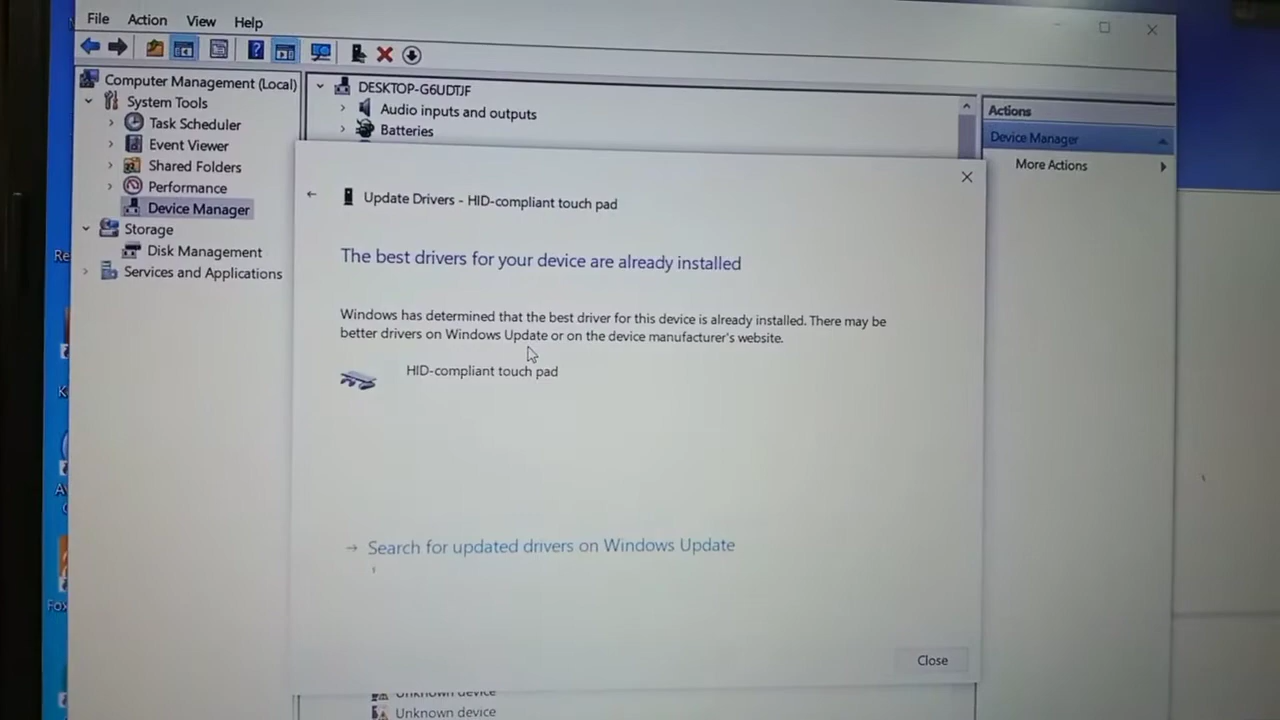 File Action View Help
Computer Management (Local)
System Tools
Task Scheduler
Event Viewer
Shared Folders
Performance
Device Manager
Storage
Disk Management
Services and Applications
DESKTOP-G6UDTJF
Audio inputs and outputs
Batteries
Actions
Device Manager
More Actions
Update Drivers - HID-compliant touch pad
The best drivers for your device are already installed
Windows has determined that the best driver for this device is already installed. There may be
better drivers on Windows Update or on the device manufacturer's website.
HID-compliant touch pad
Search for updated drivers on Windows Update
Close
Unknown device
Unknown device
Re
K
Fox